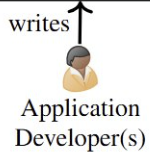 writes
Application
Developer(s)